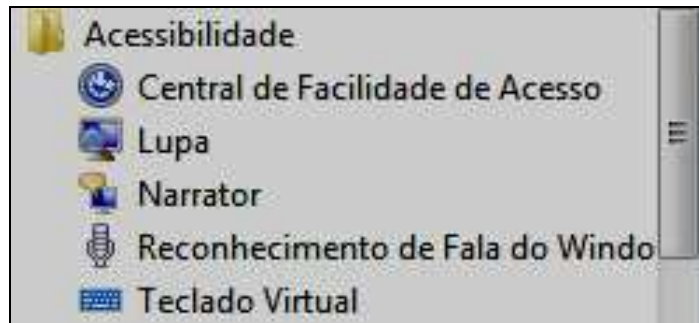 Acessibilidade
Central de Facilidade de Acesso
Lupa
Narrator
Reconhecimento de Fala do Windo
Teclado Virtual